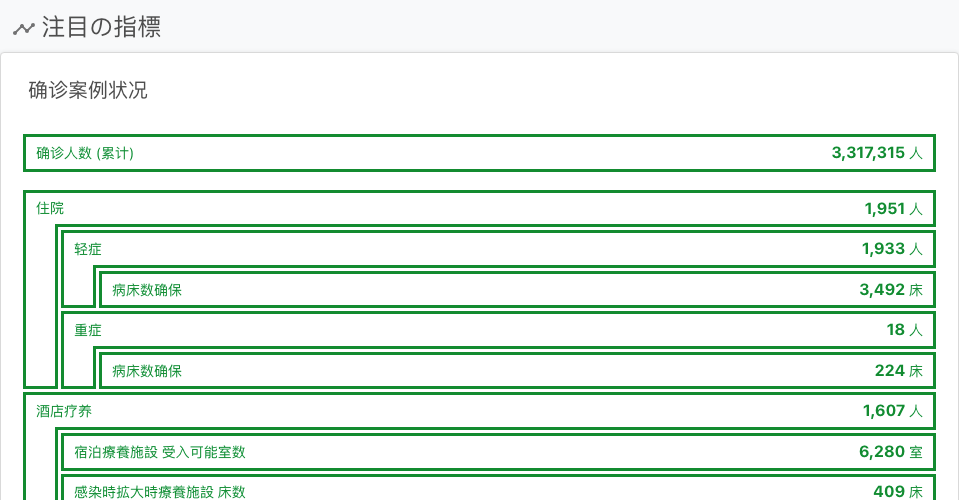 注目の指標
确诊案例状况
确诊人数 (累计) 3,317,315 人
住院 1,951 人
轻症 1,933 人
病床数确保 3,492 床
重症 18 人
病床数确保 224 床
酒店疗养 1,607 人
宿泊療養施設 受入可能室数 6,280 室
感染時拡大時療養施設 床数 409 床